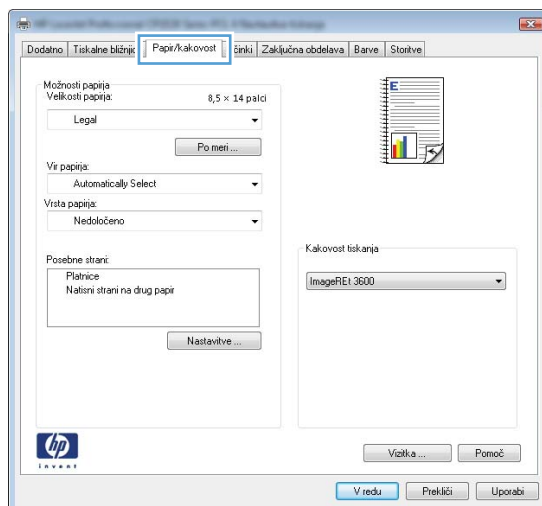 Dodatno Tiskalne bližnjic Papir/kakovost činki Zaključna obdelava Barve Storitve
Možnosti papirja
Velikosti papirja: 8,5 × 14 palci
Legal
Po meri ...
Vir papirja:
Automatically Select
Vrsta papirja:
Nedoločeno
Posebne strani:
Platnice
Natisni strani na drug papir
Nastavitve ...
E
Kakovost tiskanja
ImageREt 3600
hp
invent
Vizitka ... Pomoč
V redu Prekliči Uporabi